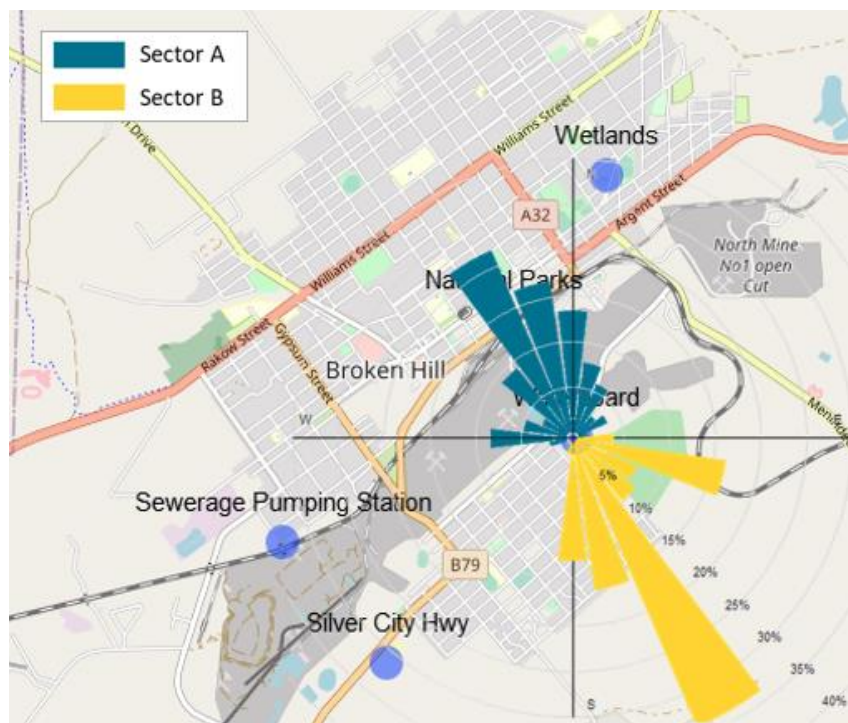 Sector A
Sector B
Wetlands
Williams Street
Drive
A32
Argent Street
North Mine
No1 open
Cut
Williams Street
Rakow Street
Gypsum Street
Broken Hill
W
5%
10%
15%
20%
25%
30%
35%
40%
Sewerage Pumping Station
B79
Silver City Hwy
S